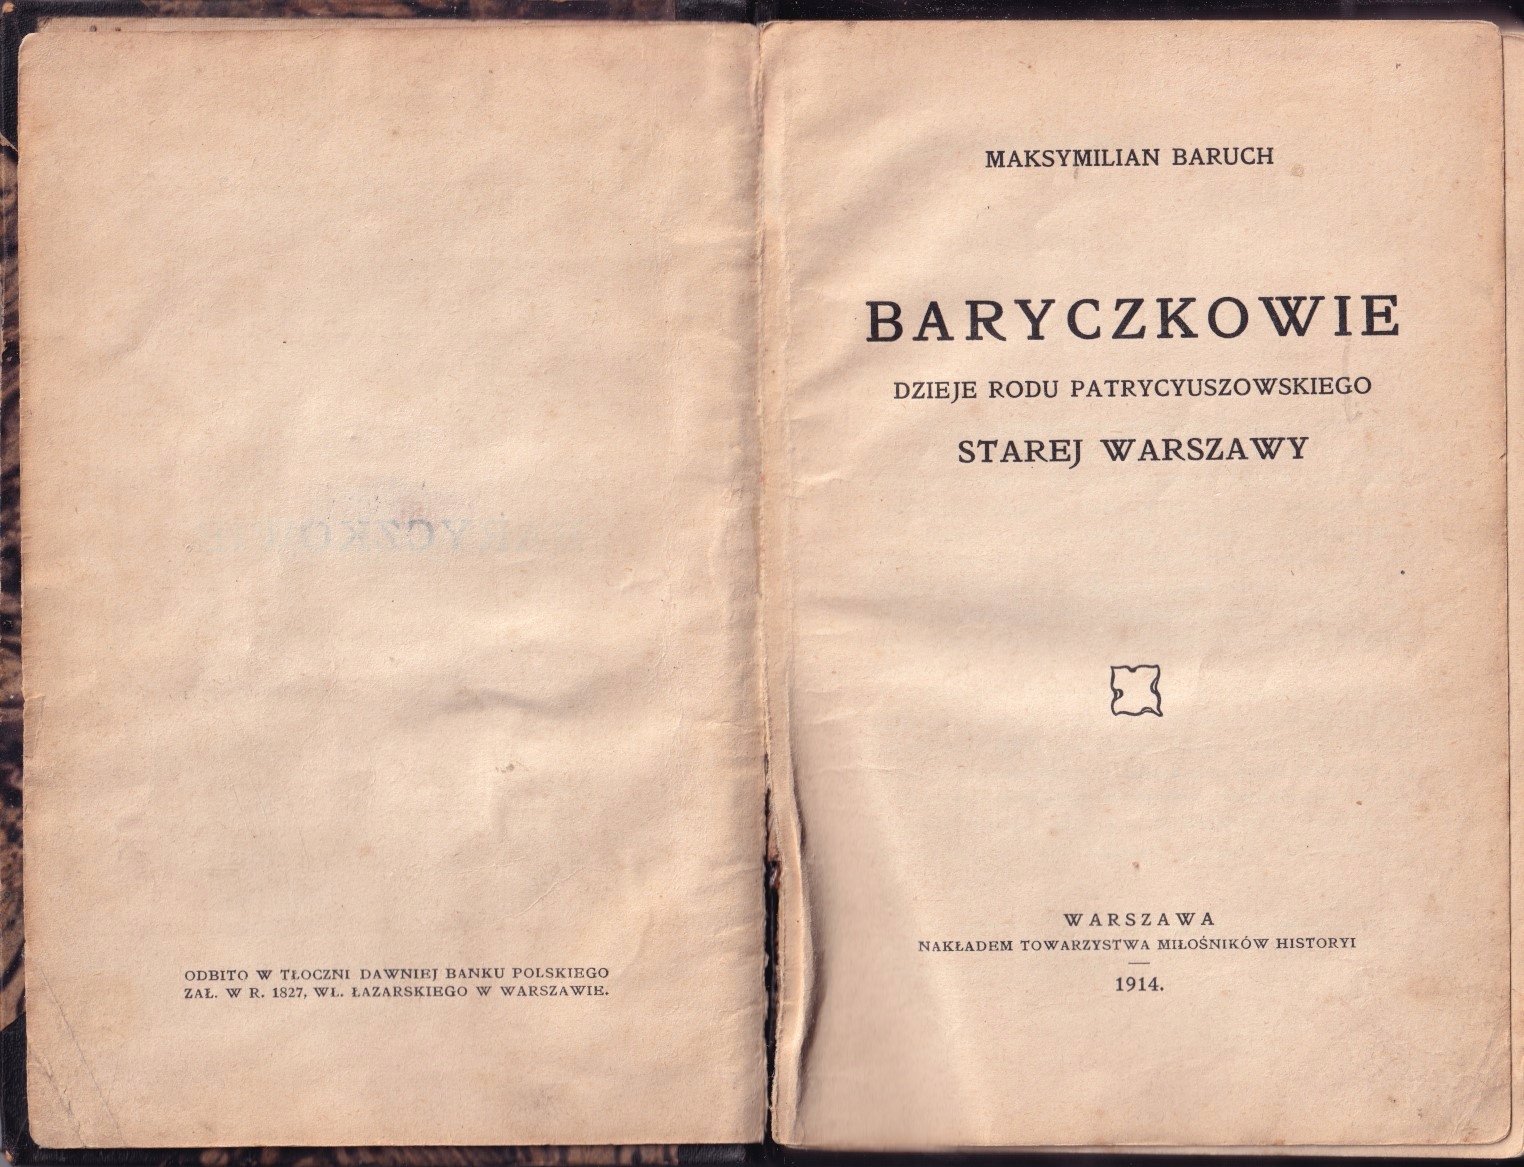 ODBITO W TŁOCZNI DAWNIEJ BANKU POLSKIEGO
ZAŁ. W R. 1827, WŁ. ŁAZARSKIEGO W WARSZAWIE.
MAKSYMILIAN BARUCH
BARYCZKOWIE
DZIEJE RODU PATRYCYUSZOWSKIEGO
STAREJ WARSZAWY
WARSZAWA
NAKŁADEM TOWARZYSTWA MIŁOŚNIKÓW HISTORYI
1914.